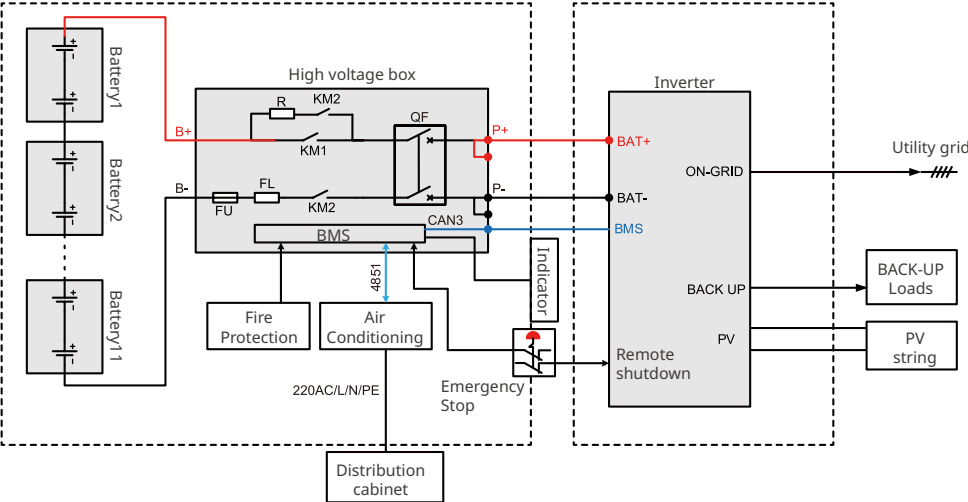 Battery1
Battery2
Battery11
High voltage box
B+
R
KM2
KM1
QF
P+
B-
FU
FL
KM2
P-
CAN3
BMS
4851
Fire
Protection
Air
Conditioning
Indicator
220AC/L/N/PE
Emergency
Stop
Distribution
cabinet
Inverter
BAT+
BAT-
BMS
ON-GRID
BACK UP
PV
Remote
shutdown
Utility grid
BACK-UP
Loads
PV
string